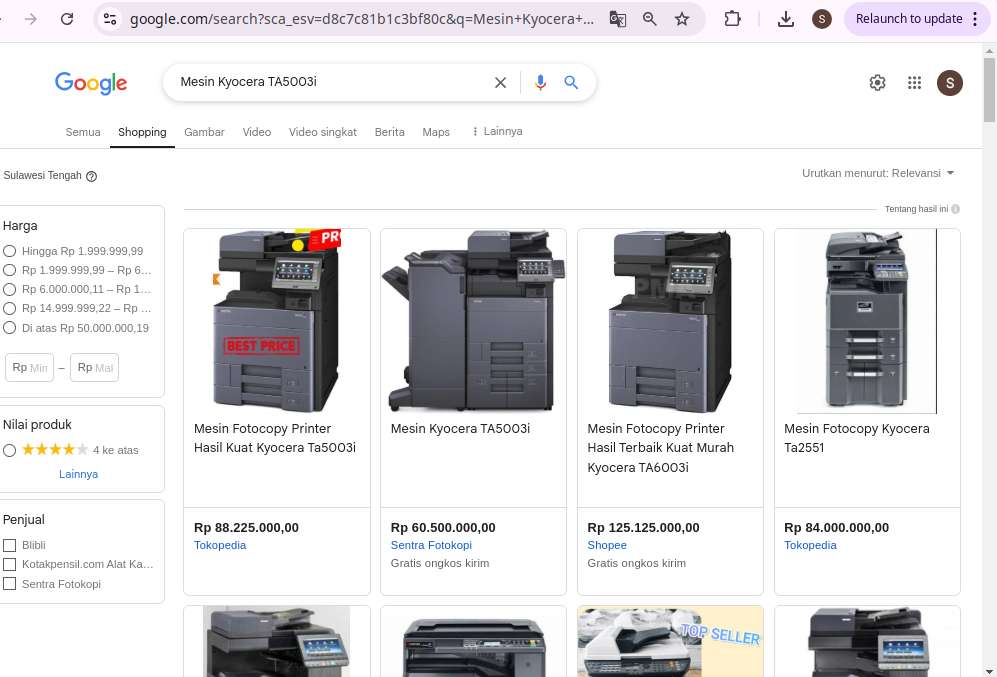 google.com/search?sca_esv=d8c7c81b1c3bf80c&q=Mesin+Kyocera+...
S
Relaunch to update
Google
Mesin Kyocera TA5003i
S
Semua
Shopping
Gambar
Video
Video singkat
Berita
Maps
Lainnya
Sulawesi Tengah
Urutkan menurut: Relevansi
Tentang hasil ini
Harga
Hingga Rp 1.999.999,99
Rp 1.999.999,99 – Rp 6...
Rp 6.000.000,11 – Rp 1...
Rp 14.999.999,22 – Rp ...
Di atas Rp 50.000.000,19
Rp Min – Rp Mal
Nilai produk
4 ke atas
Lainnya
Penjual
Blibli
Kotakpensil.com Alat Ka...
Sentra Fotokopi
PR
BEST PRICE
Mesin Fotocopy Printer
Hasil Kuat Kyocera Ta5003i
Rp 88.225.000,00
Tokopedia
Mesin Kyocera TA5003i
Rp 60.500.000,00
Sentra Fotokopi
Gratis ongkos kirim
Mesin Fotocopy Printer
Hasil Terbaik Kuat Murah
Kyocera TA6003i
Rp 125.125.000,00
Shopee
Gratis ongkos kirim
Mesin Fotocopy Kyocera
Ta2551
Rp 84.000.000,00
Tokopedia
TOP SELLER